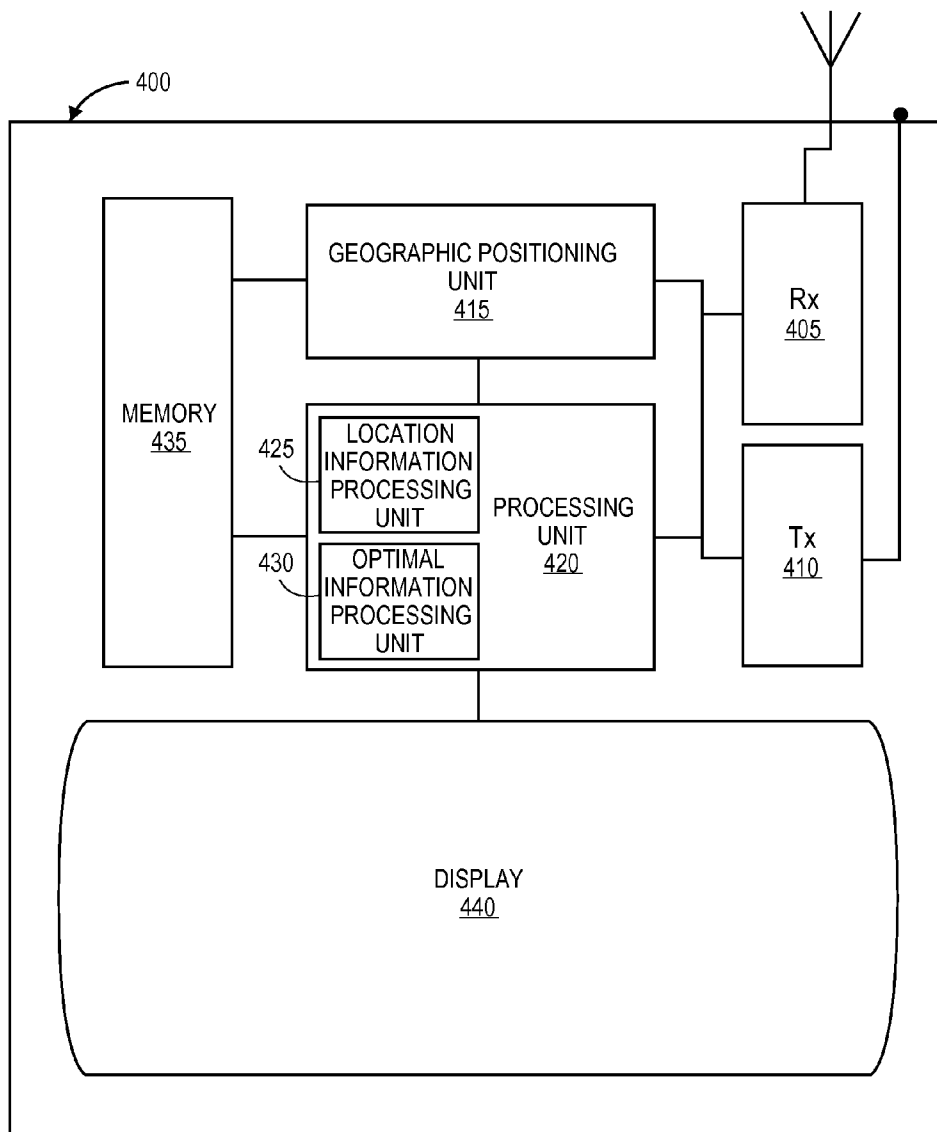 400
GEOGRAPHIC POSITIONING
UNIT
415
Rx
405
MEMORY
435
425
LOCATION
INFORMATION
PROCESSING
UNIT
PROCESSING
UNIT
420
430
OPTIMAL
INFORMATION
PROCESSING
UNIT
Tx
410
DISPLAY
440